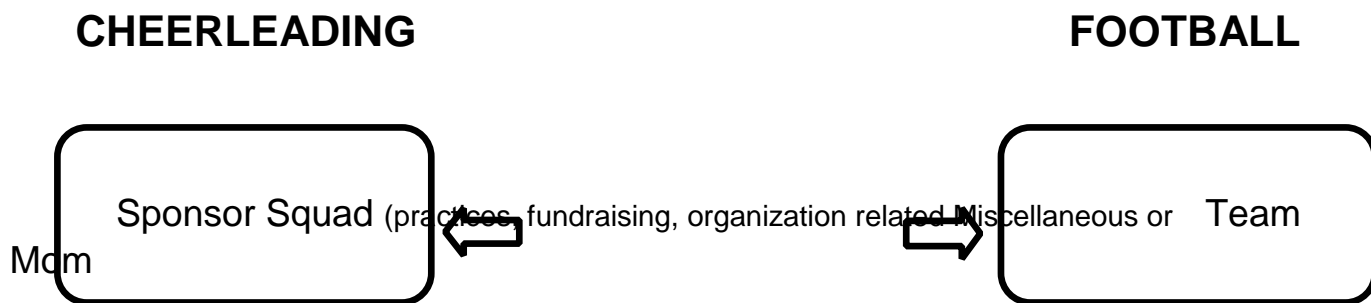 CHEERLEADING FOOTBALL
Sponsor Squad (practices, fundraising, organization related Miscellaneous or Team
Mom